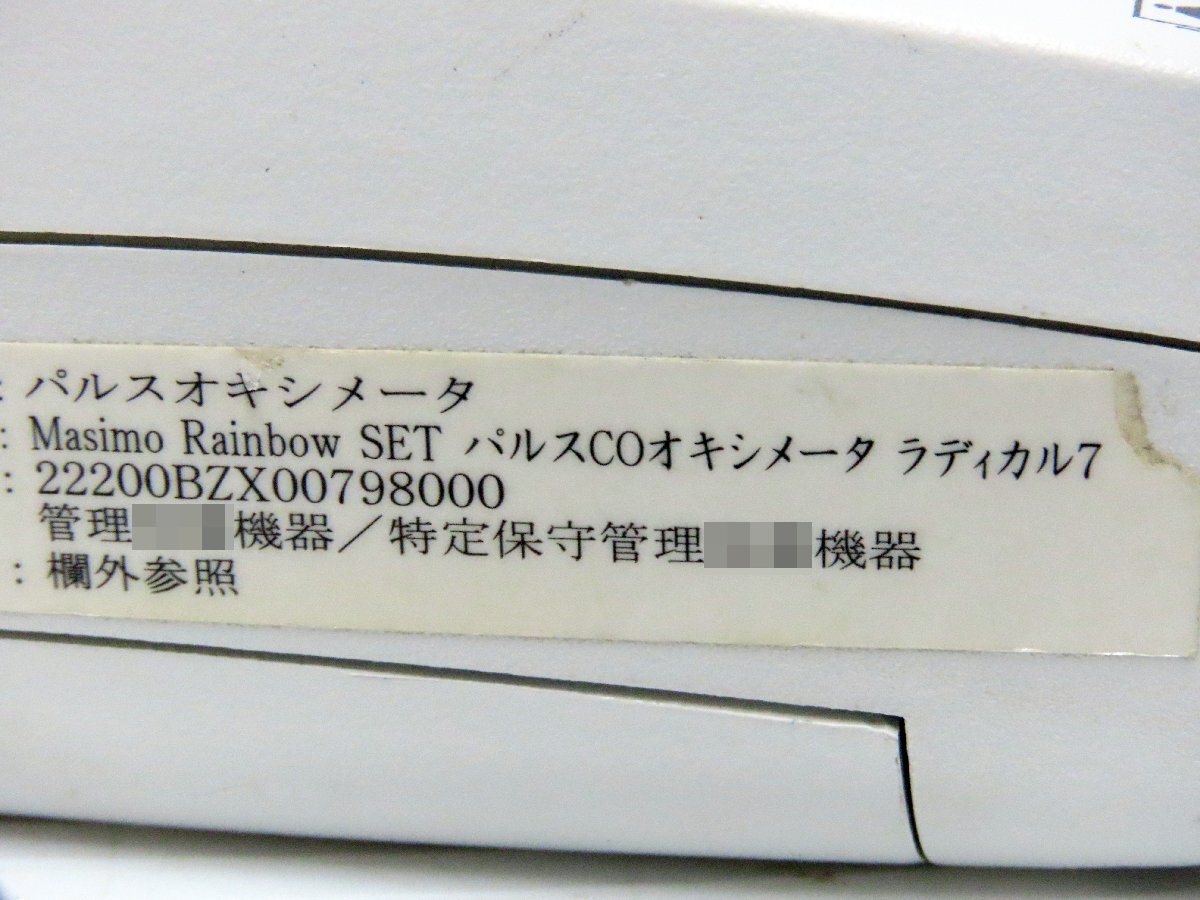 : パルスオキシメータ
: Masimo Rainbow SET パルスCOオキシメータ ラディカル7
: 22200BZX00798000
管理 機器／特定保守管理 機器
: 欄外参照